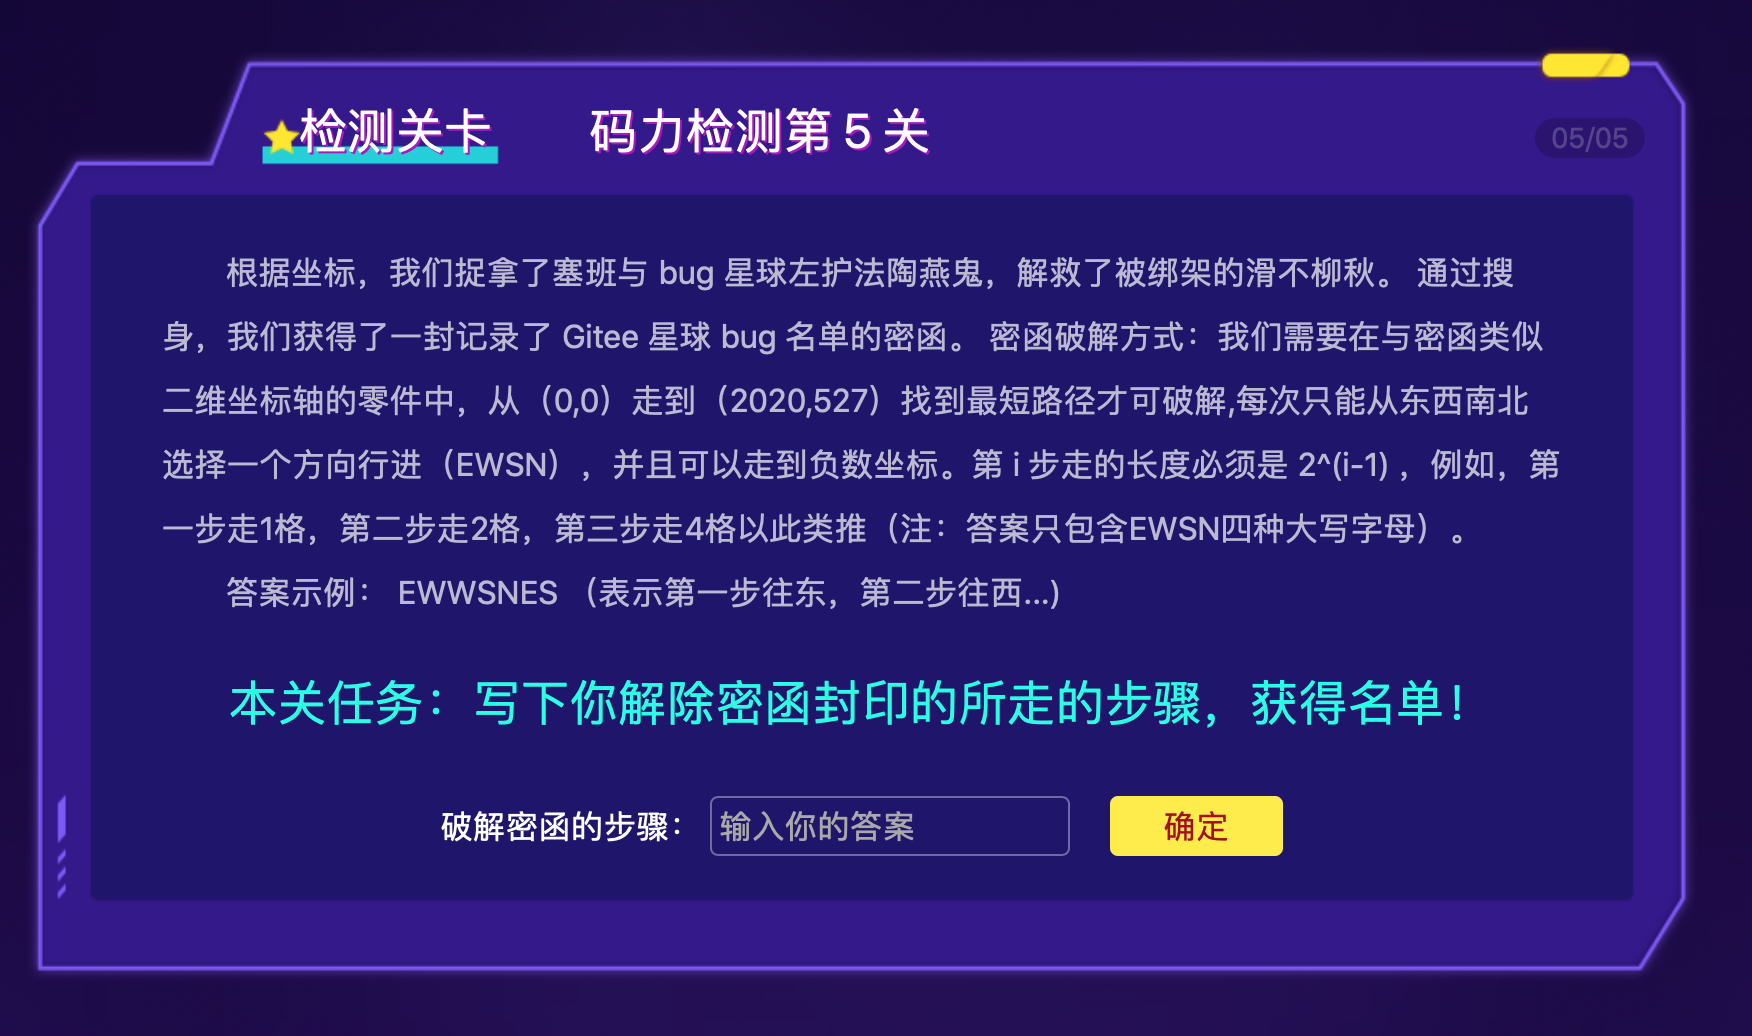 检测关卡 码力检测第 5 关
05/05
根据坐标，我们捉拿了塞班与 bug 星球左护法陶燕鬼，解救了被绑架的滑不柳秋。 通过搜
身，我们获得了一封记录了 Gitee 星球 bug 名单的密函。 密函破解方式：我们需要在与密函类似
二维坐标轴的零件中，从（0,0）走到（2020,527）找到最短路径才可破解,每次只能从东西南北
选择一个方向行进（EWSN），并且可以走到负数坐标。第 i 步走的长度必须是 2^(i-1) ，例如，第
一步走1格，第二步走2格，第三步走4格以此类推（注：答案只包含EWSN四种大写字母）。
答案示例： EWWSNES （表示第一步往东，第二步往西...)
本关任务：写下你解除密函封印的所走的步骤，获得名单！
破解密函的步骤： 输入你的答案 确定